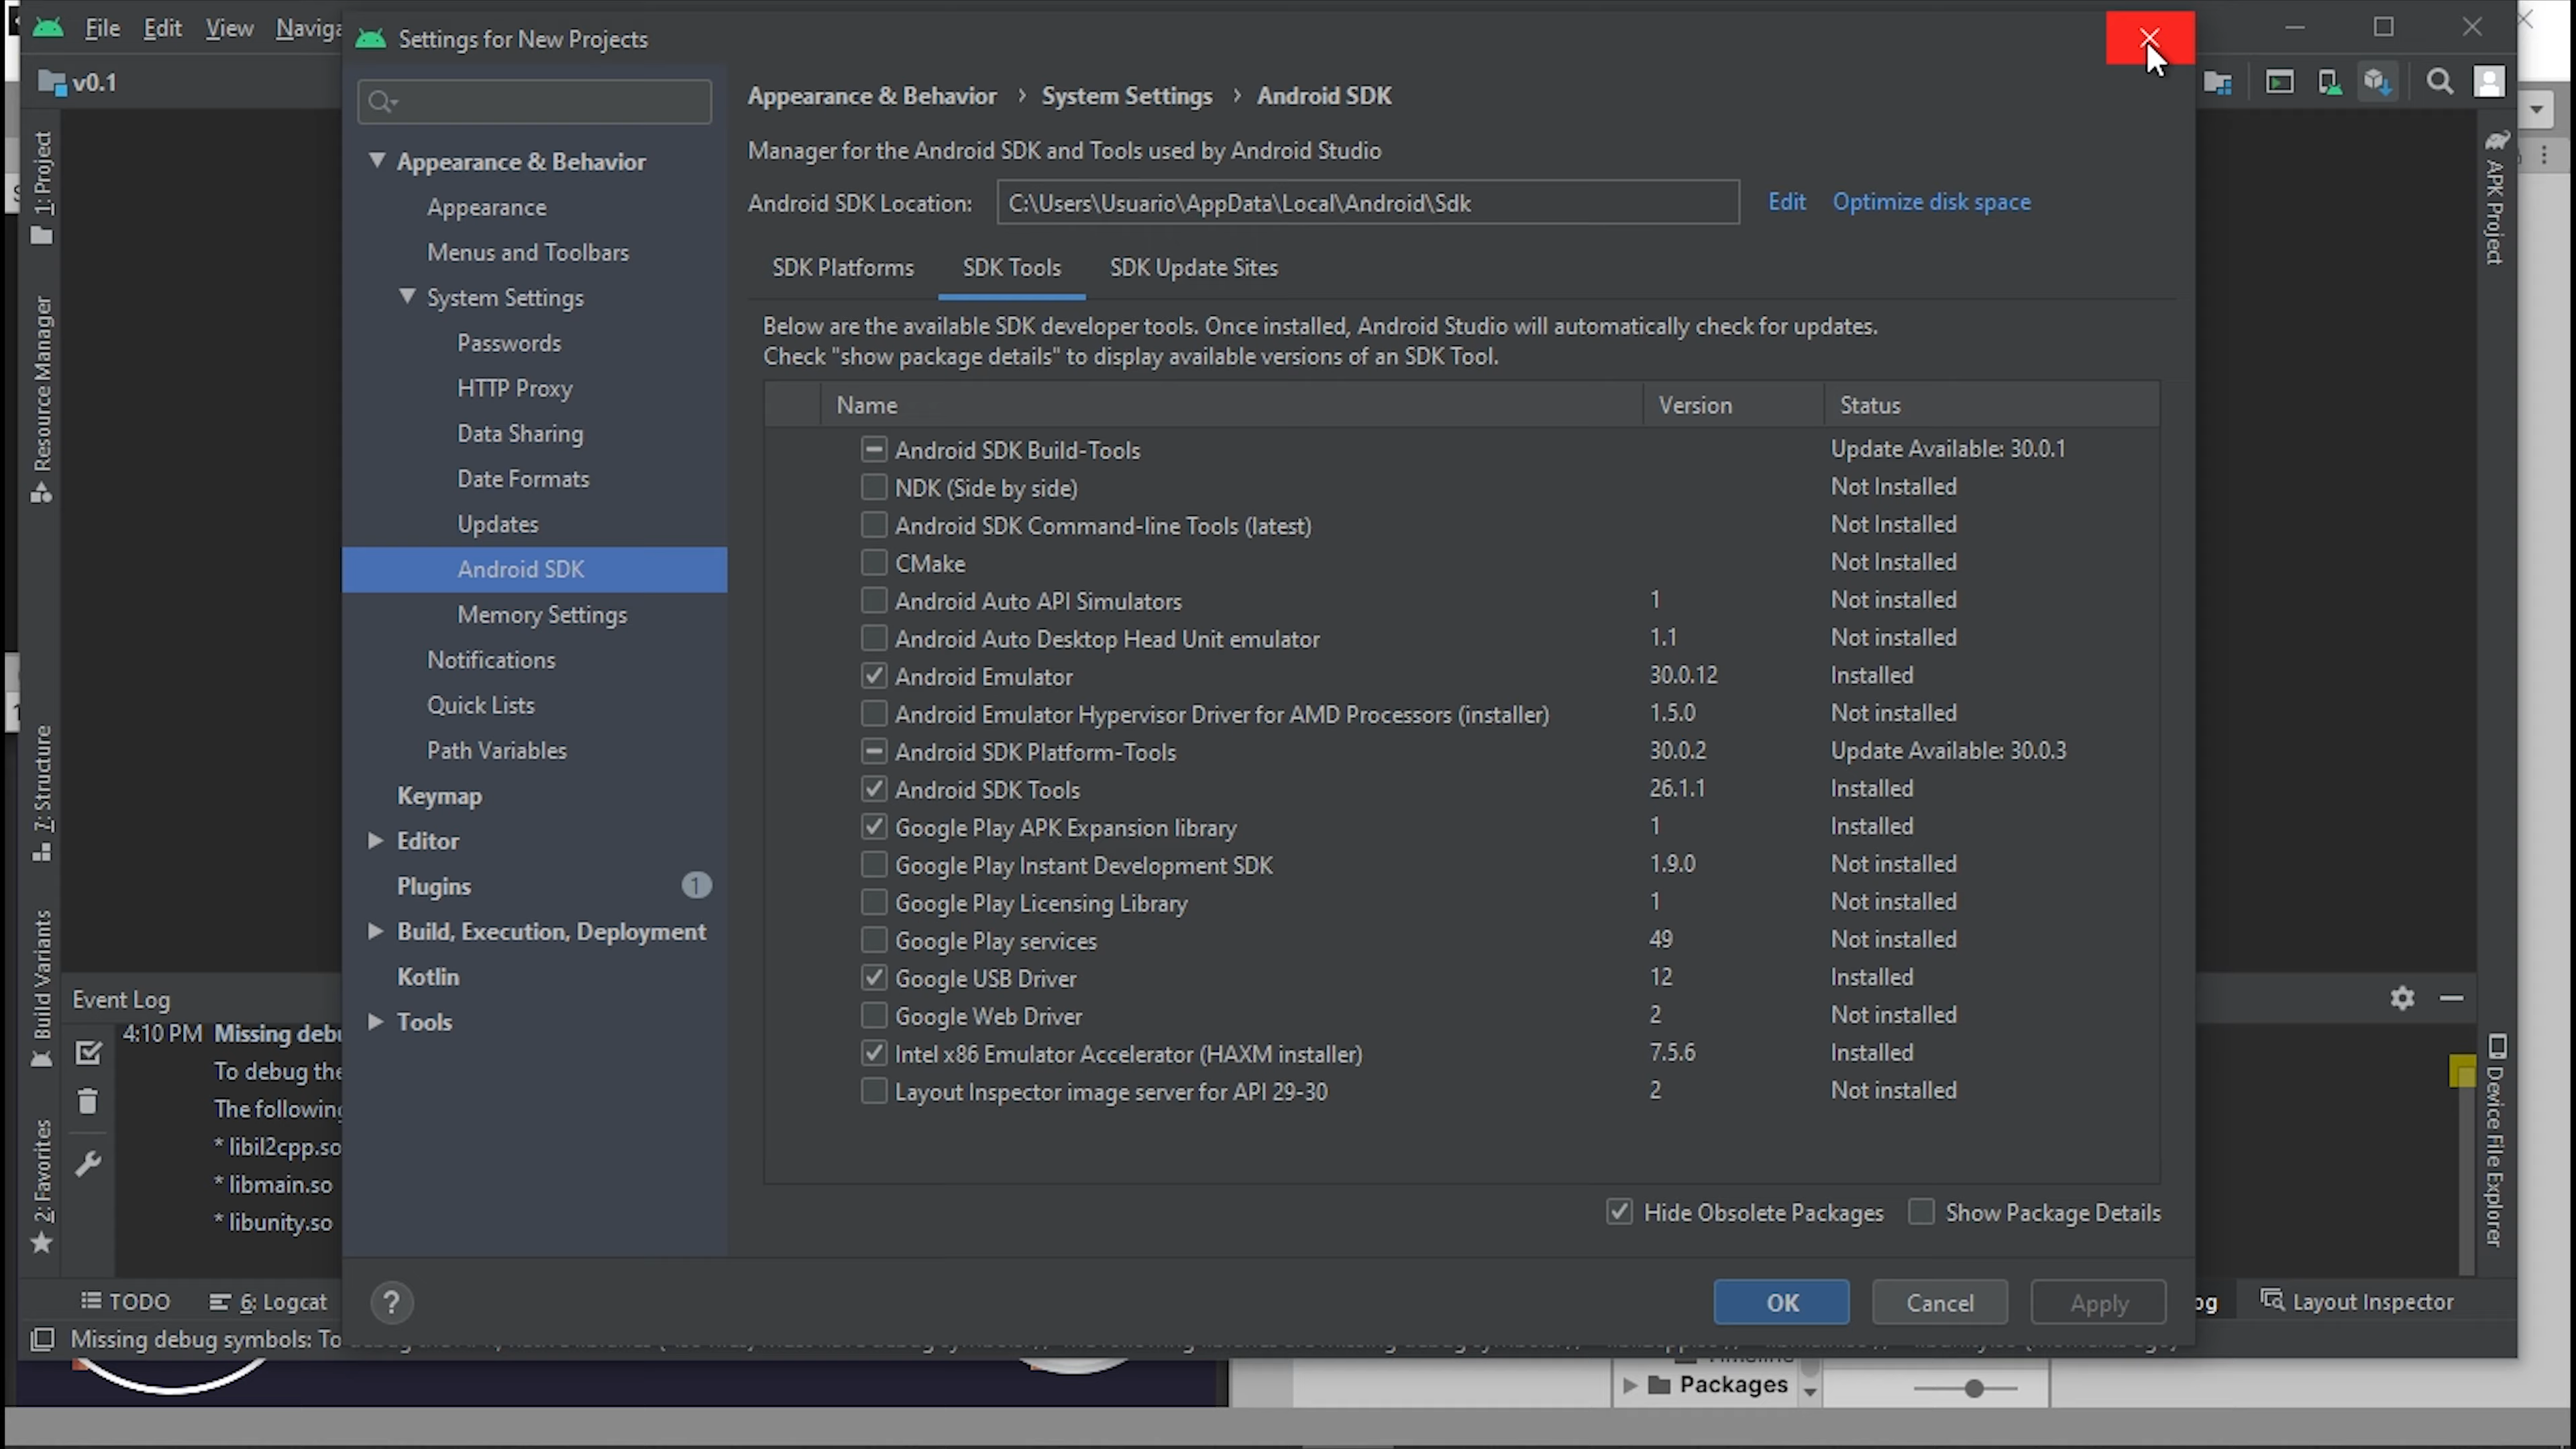 File Edit View Naviga
Settings for New Projects
v0.1
Appearance & Behavior › System Settings › Android SDK
Manager for the Android SDK and Tools used by Android Studio
Android SDK Location: C:\Users\Usuario\AppData\Local\Android\Sdk Edit Optimize disk space
SDK Platforms SDK Tools SDK Update Sites
Below are the available SDK developer tools. Once installed, Android Studio will automatically check for updates.
Check "show package details" to display available versions of an SDK Tool.
Name Version Status
Android SDK Build-Tools Update Available: 30.0.1
NDK (Side by side) Not Installed
Android SDK Command-line Tools (latest) Not Installed
CMake Not Installed
Android Auto API Simulators 1 Not installed
Android Auto Desktop Head Unit emulator 1.1 Not installed
Android Emulator 30.0.12 Installed
Android Emulator Hypervisor Driver for AMD Processors (installer) 1.5.0 Not installed
Android SDK Platform-Tools 30.0.2 Update Available: 30.0.3
Android SDK Tools 26.1.1 Installed
Google Play APK Expansion library 1 Installed
Google Play Instant Development SDK 1.9.0 Not installed
Google Play Licensing Library 1 Not installed
Google Play services 49 Not installed
Google USB Driver 12 Installed
Google Web Driver 2 Not installed
Intel x86 Emulator Accelerator (HAXM installer) 7.5.6 Installed
Layout Inspector image server for API 29-30 2 Not installed
Hide Obsolete Packages Show Package Details
OK Cancel Apply
Appearance & Behavior
Appearance
Menus and Toolbars
System Settings
Passwords
HTTP Proxy
Data Sharing
Date Formats
Updates
Android SDK
Memory Settings
Notifications
Quick Lists
Path Variables
Keymap
Editor
Plugins 1
Build, Execution, Deployment
Kotlin
Tools
?
1: Project
Resource Manager
7: Structure
Build Variants
2: Favorites
APK Project
Device File Explorer
Event Log
4:10 PM Missing debu
To debug the
The following
* libil2cpp.so
* libmain.so
* libunity.so
TODO 6: Logcat
og Layout Inspector
Missing debug symbols: To
Packages